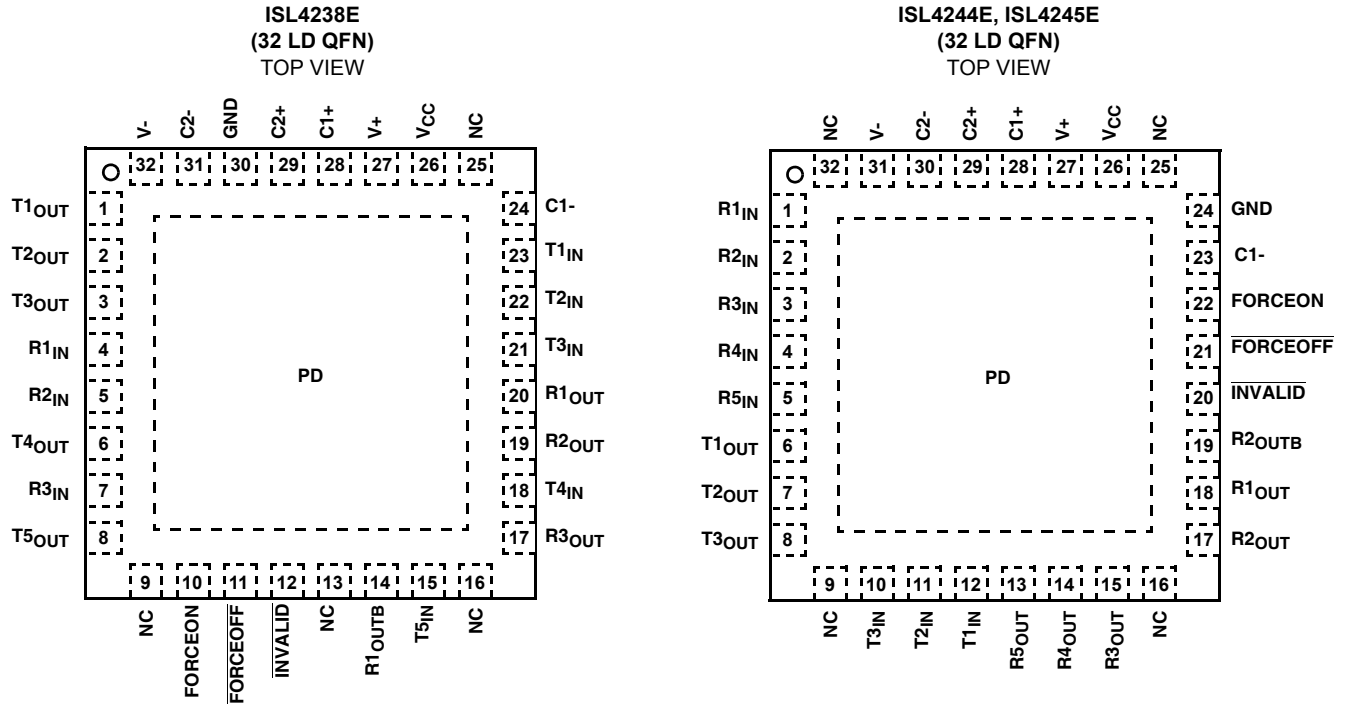 ISL4238E
(32 LD QFN)
TOP VIEW
V-
C2-
GND
C2+
C1+
V+
VCC
NC
32
31
30
29
28
27
26
25
T1OUT 1
T2OUT 2
T3OUT 3
R1IN 4
R2IN 5
T4OUT 6
R3IN 7
T5OUT 8
PD
24 C1-
23 T1IN
22 T2IN
21 T3IN
20 R1OUT
19 R2OUT
18 T4IN
17 R3OUT
9
10
11
12
13
14
15
16
NC
FORCEON
FORCEOFF
INVALID
NC
R1OUTB
T5IN
NC
ISL4244E, ISL4245E
(32 LD QFN)
TOP VIEW
NC
V-
C2-
C2+
C1+
V+
VCC
NC
32
31
30
29
28
27
26
25
R1IN 1
R2IN 2
R3IN 3
R4IN 4
R5IN 5
T1OUT 6
T2OUT 7
T3OUT 8
PD
24 GND
23 C1-
22 FORCEON
21 FORCEOFF
20 INVALID
19 R2OUTB
18 R1OUT
17 R2OUT
9
10
11
12
13
14
15
16
NC
T3IN
T2IN
T1IN
R5OUT
R4OUT
R3OUT
NC